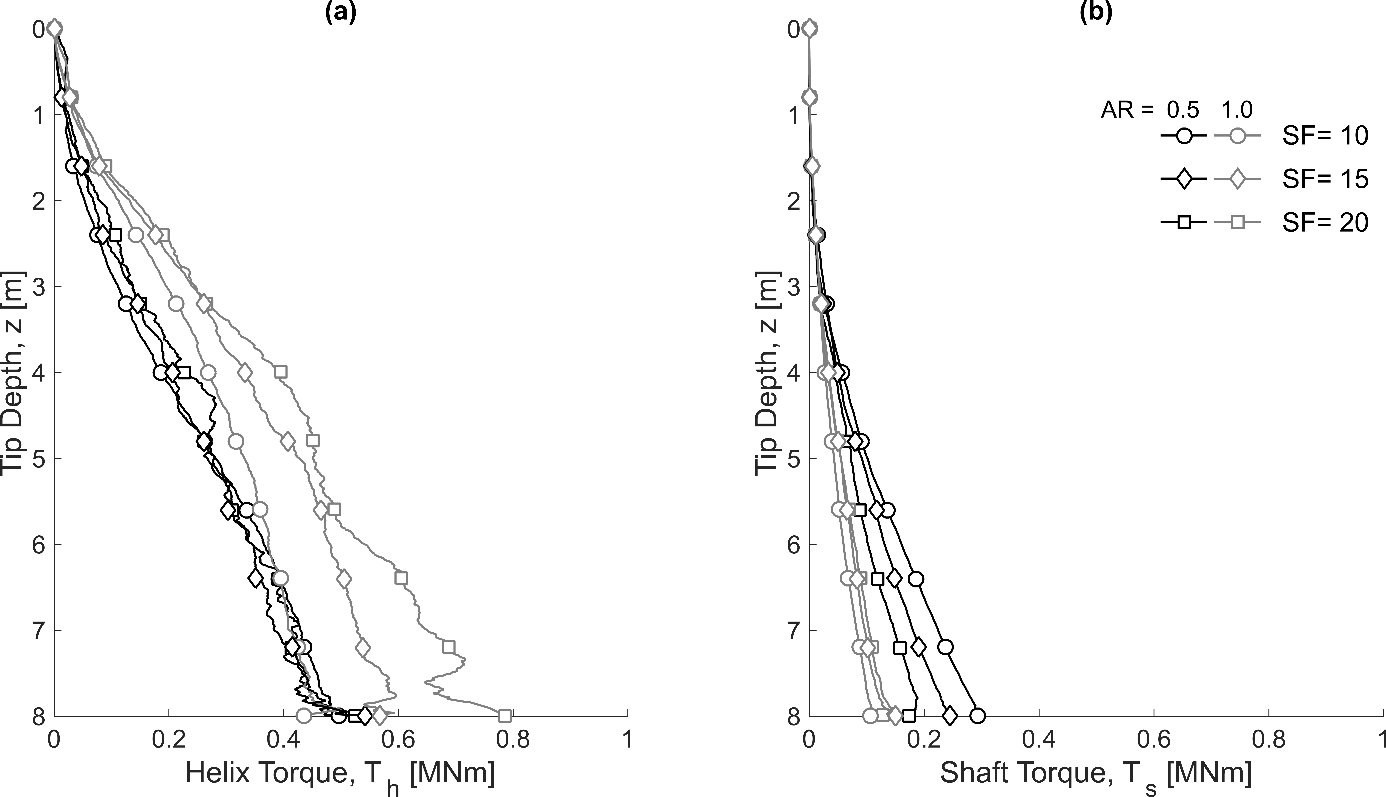 (a)
0
1
2
3
4
5
6
7
8
Tip Depth, z [m]
0 0.2 0.4 0.6 0.8 1
Helix Torque, T h [MNm]
(b)
0
1
2
3
4
5
6
7
8
Tip Depth, z [m]
AR = 0.5 1.0
SF= 10
SF= 15
SF= 20
0 0.2 0.4 0.6 0.8 1
Shaft Torque, T s [MNm]